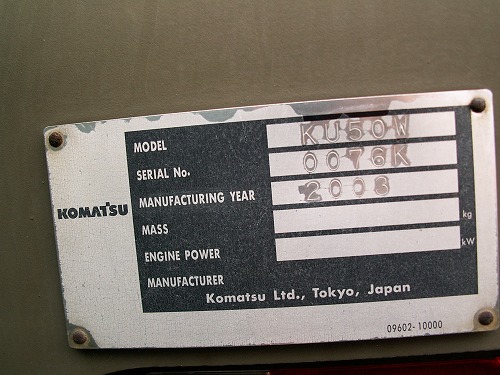 MODEL KU50W
SERIAL No. 0076K
MANUFACTURING YEAR 2003
KOMATSU
MASS kg
ENGINE POWER kW
MANUFACTURER
Komatsu Ltd., Tokyo, Japan
09602-10000